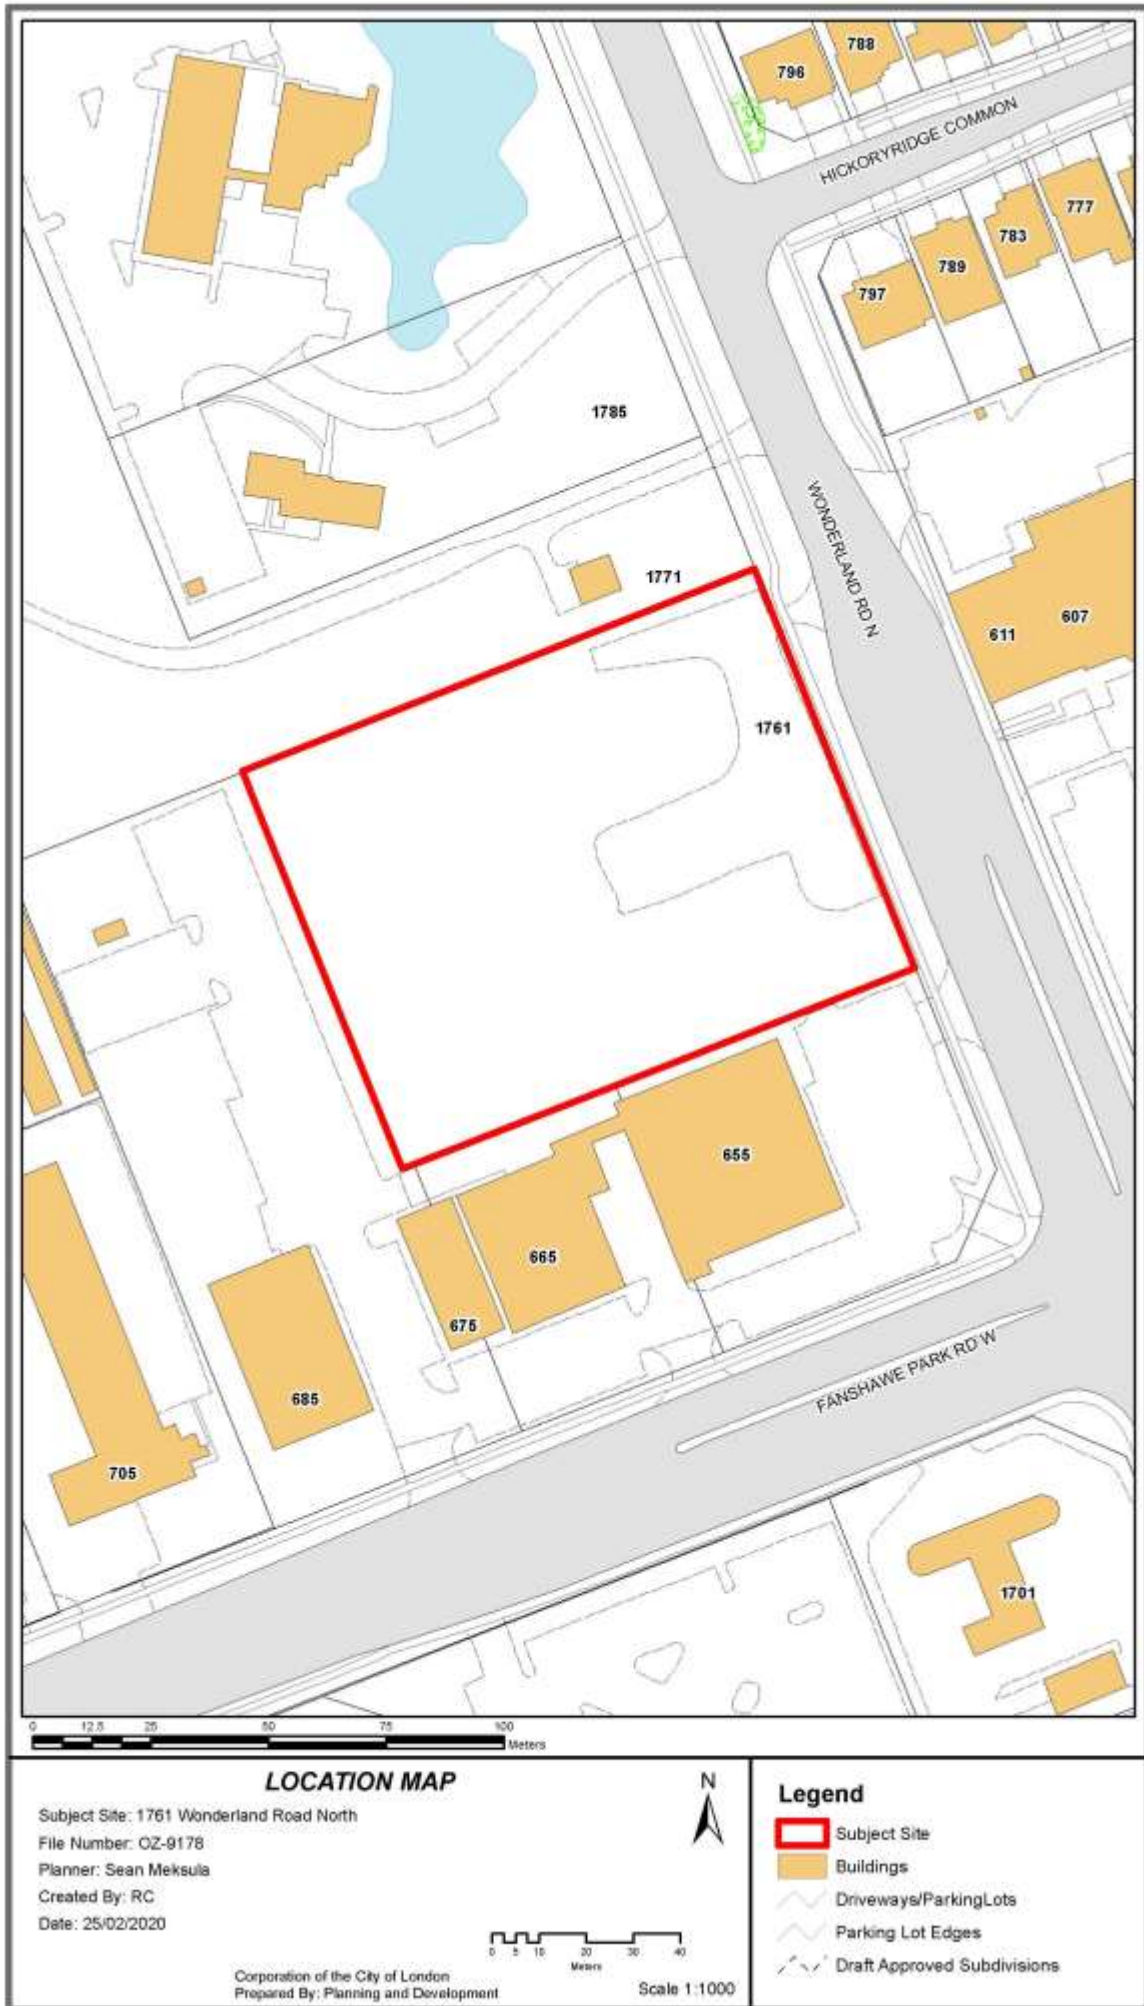 788
796
HICKORYRIDGE COMMON
777
783
789
797
1785
WONDERLAND RD N
1771
607
611
1761
655
665
675
685
FANSHAWE PARK RD W
705
1701
0 12.5 25 50 75 100
Meters
LOCATION MAP
Subject Site: 1761 Wonderland Road North
File Number: OZ-9178
Planner: Sean Meksula
Created By: RC
Date: 25/02/2020
N
0 5 10 20 30 40
Meters
Corporation of the City of London
Prepared By: Planning and Development
Scale 1:1000
Legend
Subject Site
Buildings
Driveways/ParkingLots
Parking Lot Edges
Draft Approved Subdivisions